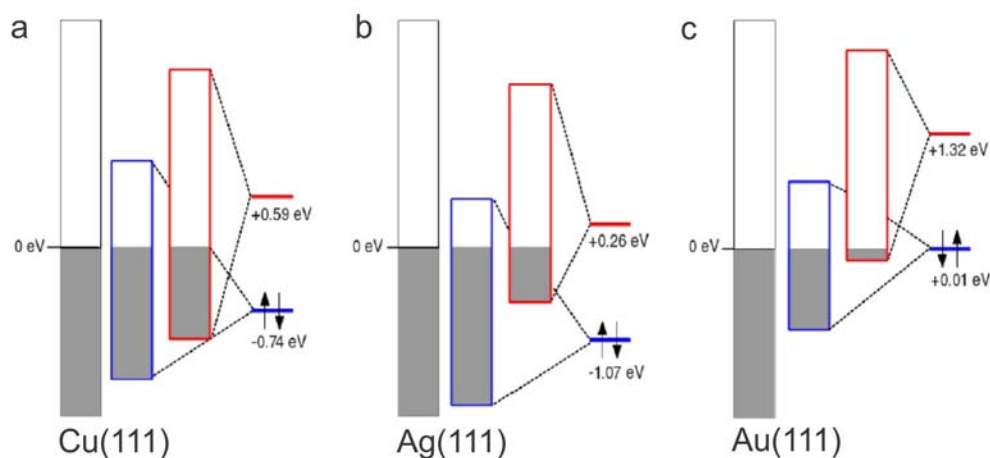 a
+0.59 eV
0 eV
-0.74 eV
Cu(111)
b
+0.26 eV
0 eV
-1.07 eV
Ag(111)
c
+1.32 eV
0 eV
+0.01 eV
Au(111)